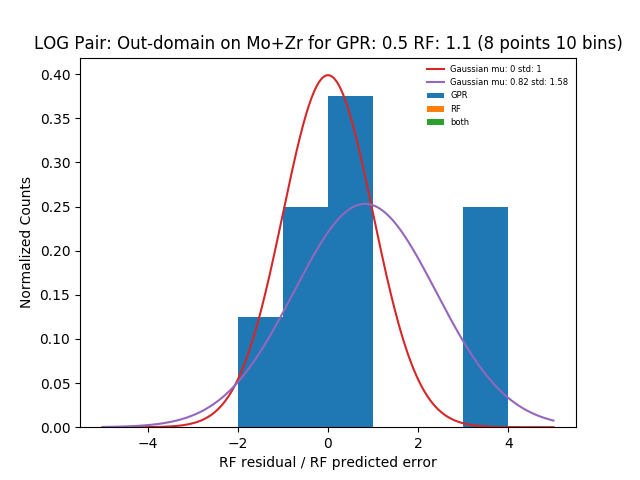 LOG Pair: Out-domain on Mo+Zr for GPR: 0.5 RF: 1.1 (8 points 10 bins)
Gaussian mu: 0 std: 1
Gaussian mu: 0.82 std: 1.58
GPR
RF
both
Normalized Counts
0.40
0.35
0.30
0.25
0.20
0.15
0.10
0.05
0.00
−4 −2 0 2 4
RF residual / RF predicted error